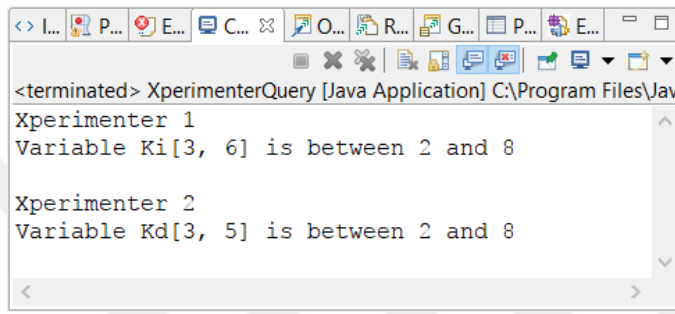 I... P... E... C... O... R... G... P... E...
<terminated> XperimenterQuery [Java Application] C:\Program Files\Jav
Xperimenter 1
Variable Ki[3, 6] is between 2 and 8
Xperimenter 2
Variable Kd[3, 5] is between 2 and 8